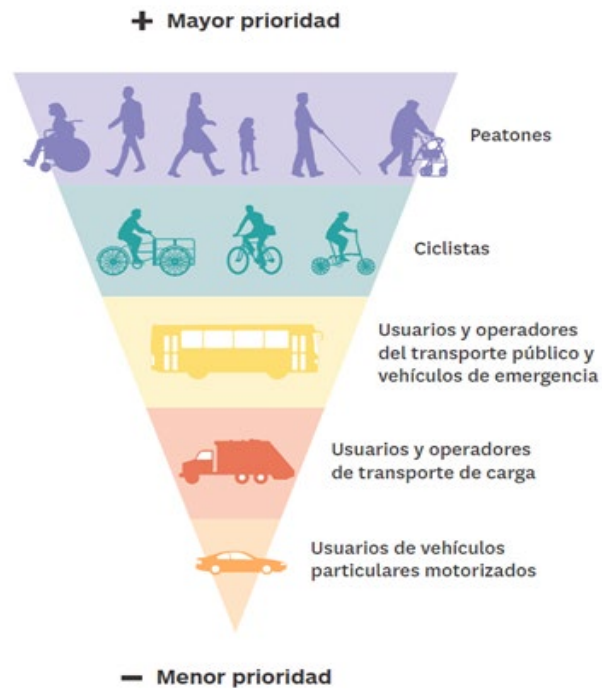 + Mayor prioridad
Peatones
Ciclistas
Usuarios y operadores
del transporte público y
vehículos de emergencia
Usuarios y operadores
de transporte de carga
Usuarios de vehículos
particulares motorizados
− Menor prioridad